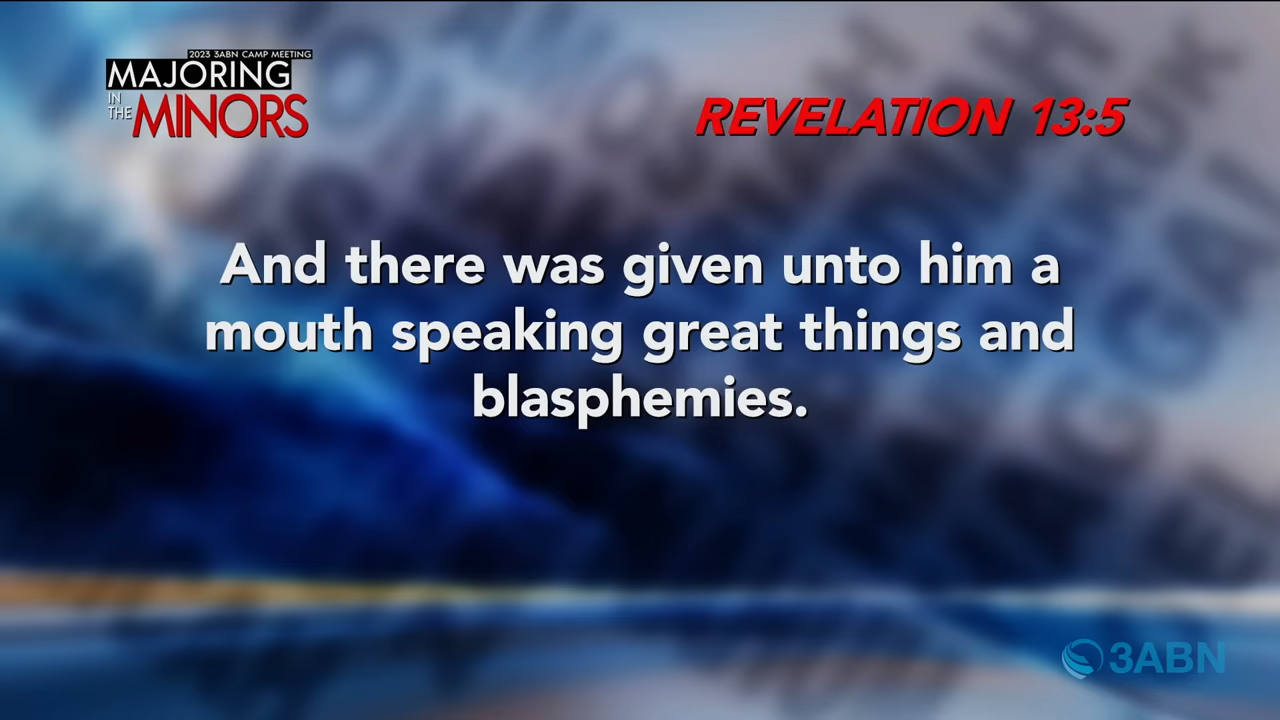 2023 3ABN CAMP MEETING
MAJORING
IN THE
MINORS
REVELATION 13:5
And there was given unto him a
mouth speaking great things and
blasphemies.
3ABN